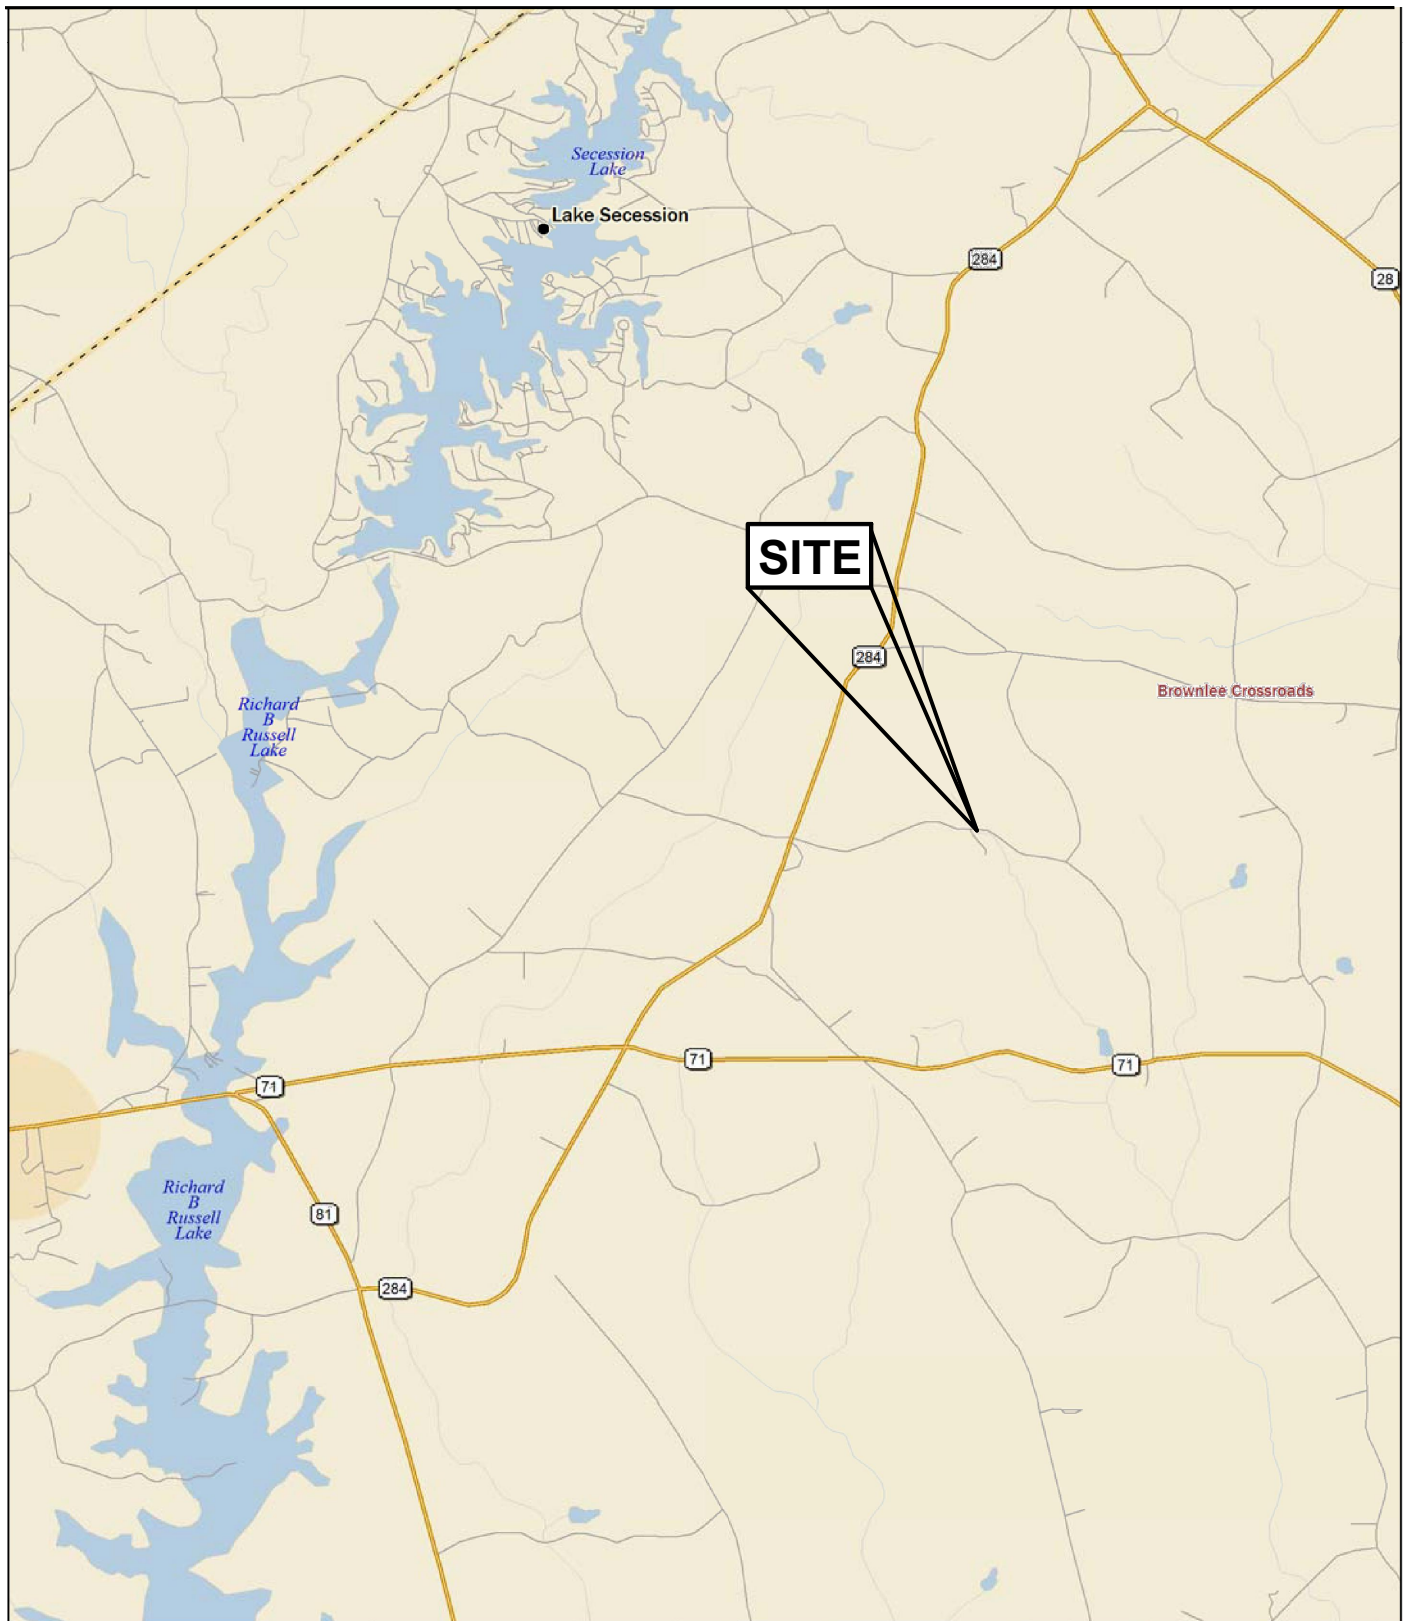 Secession
Lake
Lake Secession
284
28
SITE
284
Brownlee Crossroads
Richard
B
Russell
Lake
71
71
71
Richard
B
Russell
Lake
81
284